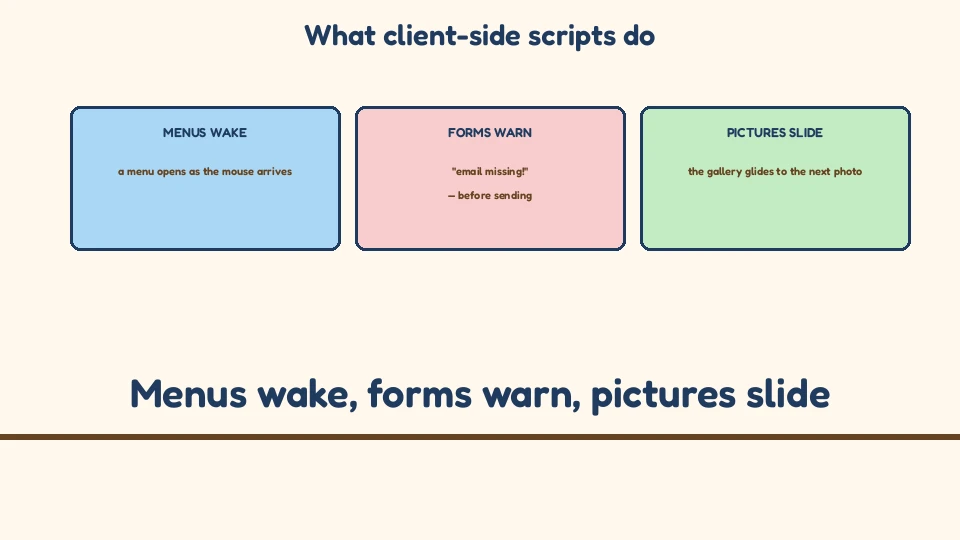 What client-side scripts do
MENUS WAKE
a menu opens as the mouse arrives
FORMS WARN
"email missing!"
— before sending
PICTURES SLIDE
the gallery glides to the next photo
Menus wake, forms warn, pictures slide